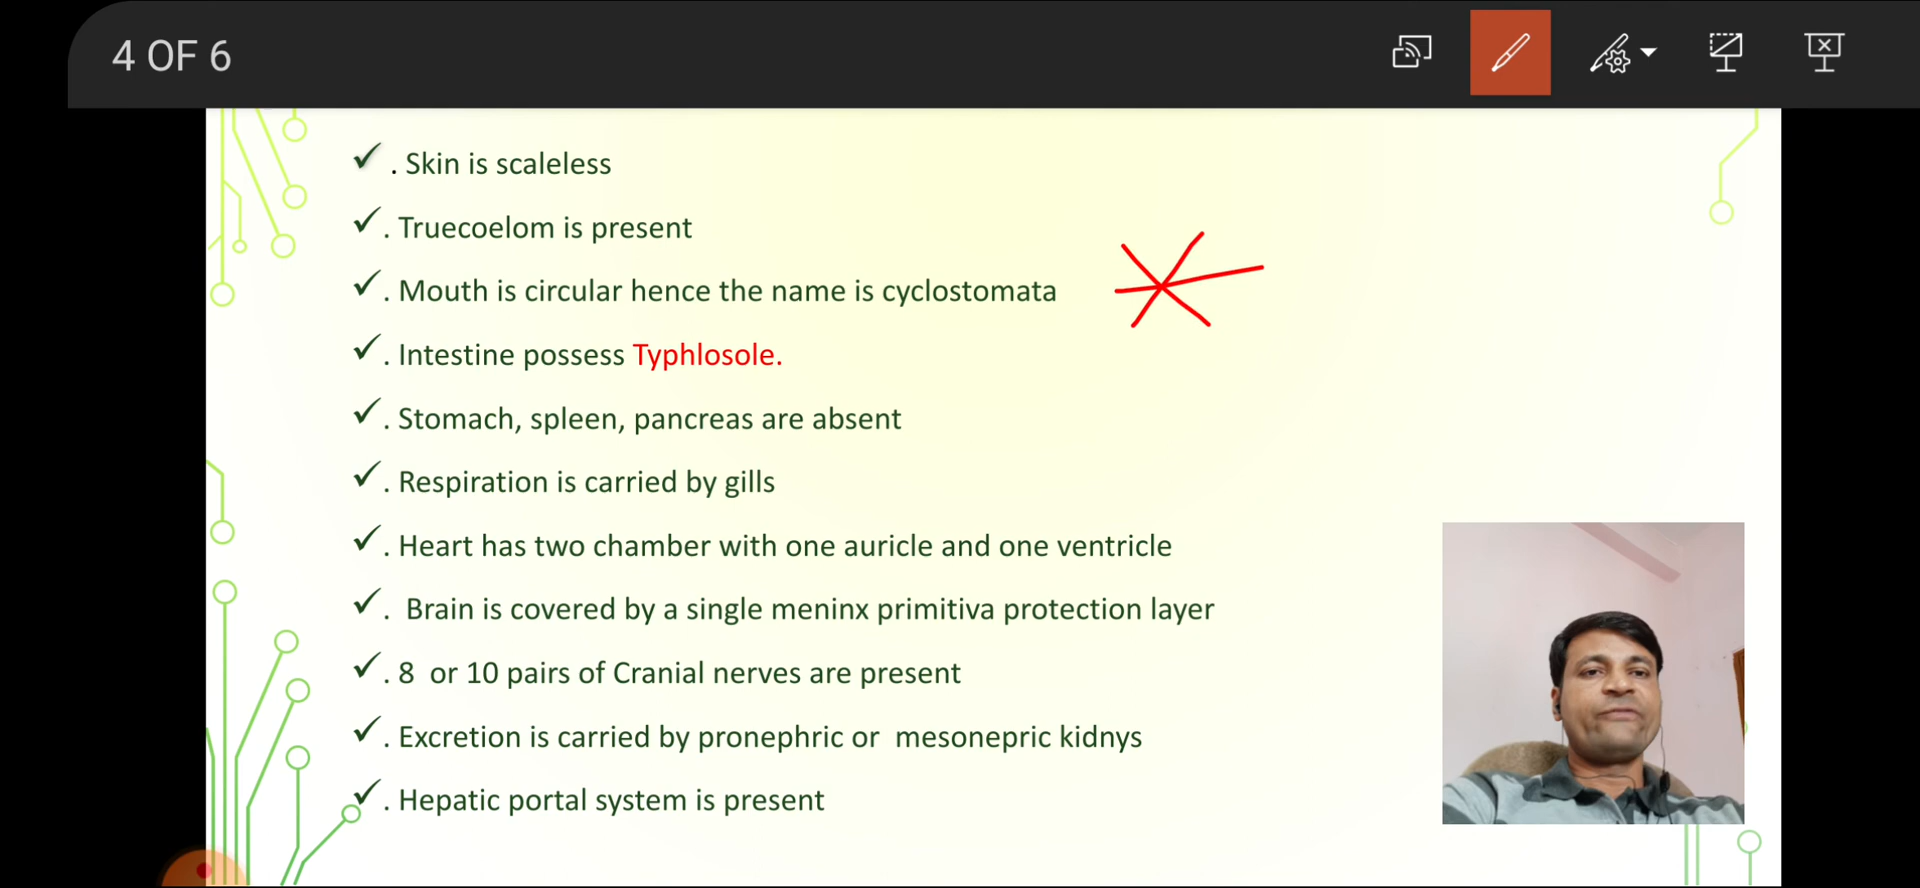 4 OF 6
✓ . Skin is scaleless
✓ . Truecoelom is present
✓ . Mouth is circular hence the name is cyclostomata
✓ . Intestine possess Typhlosole.
✓ . Stomach, spleen, pancreas are absent
✓ . Respiration is carried by gills
✓ . Heart has two chamber with one auricle and one ventricle
✓ . Brain is covered by a single meninx primitiva protection layer
✓ . 8 or 10 pairs of Cranial nerves are present
✓ . Excretion is carried by pronephric or mesonepric kidnys
✓ . Hepatic portal system is present